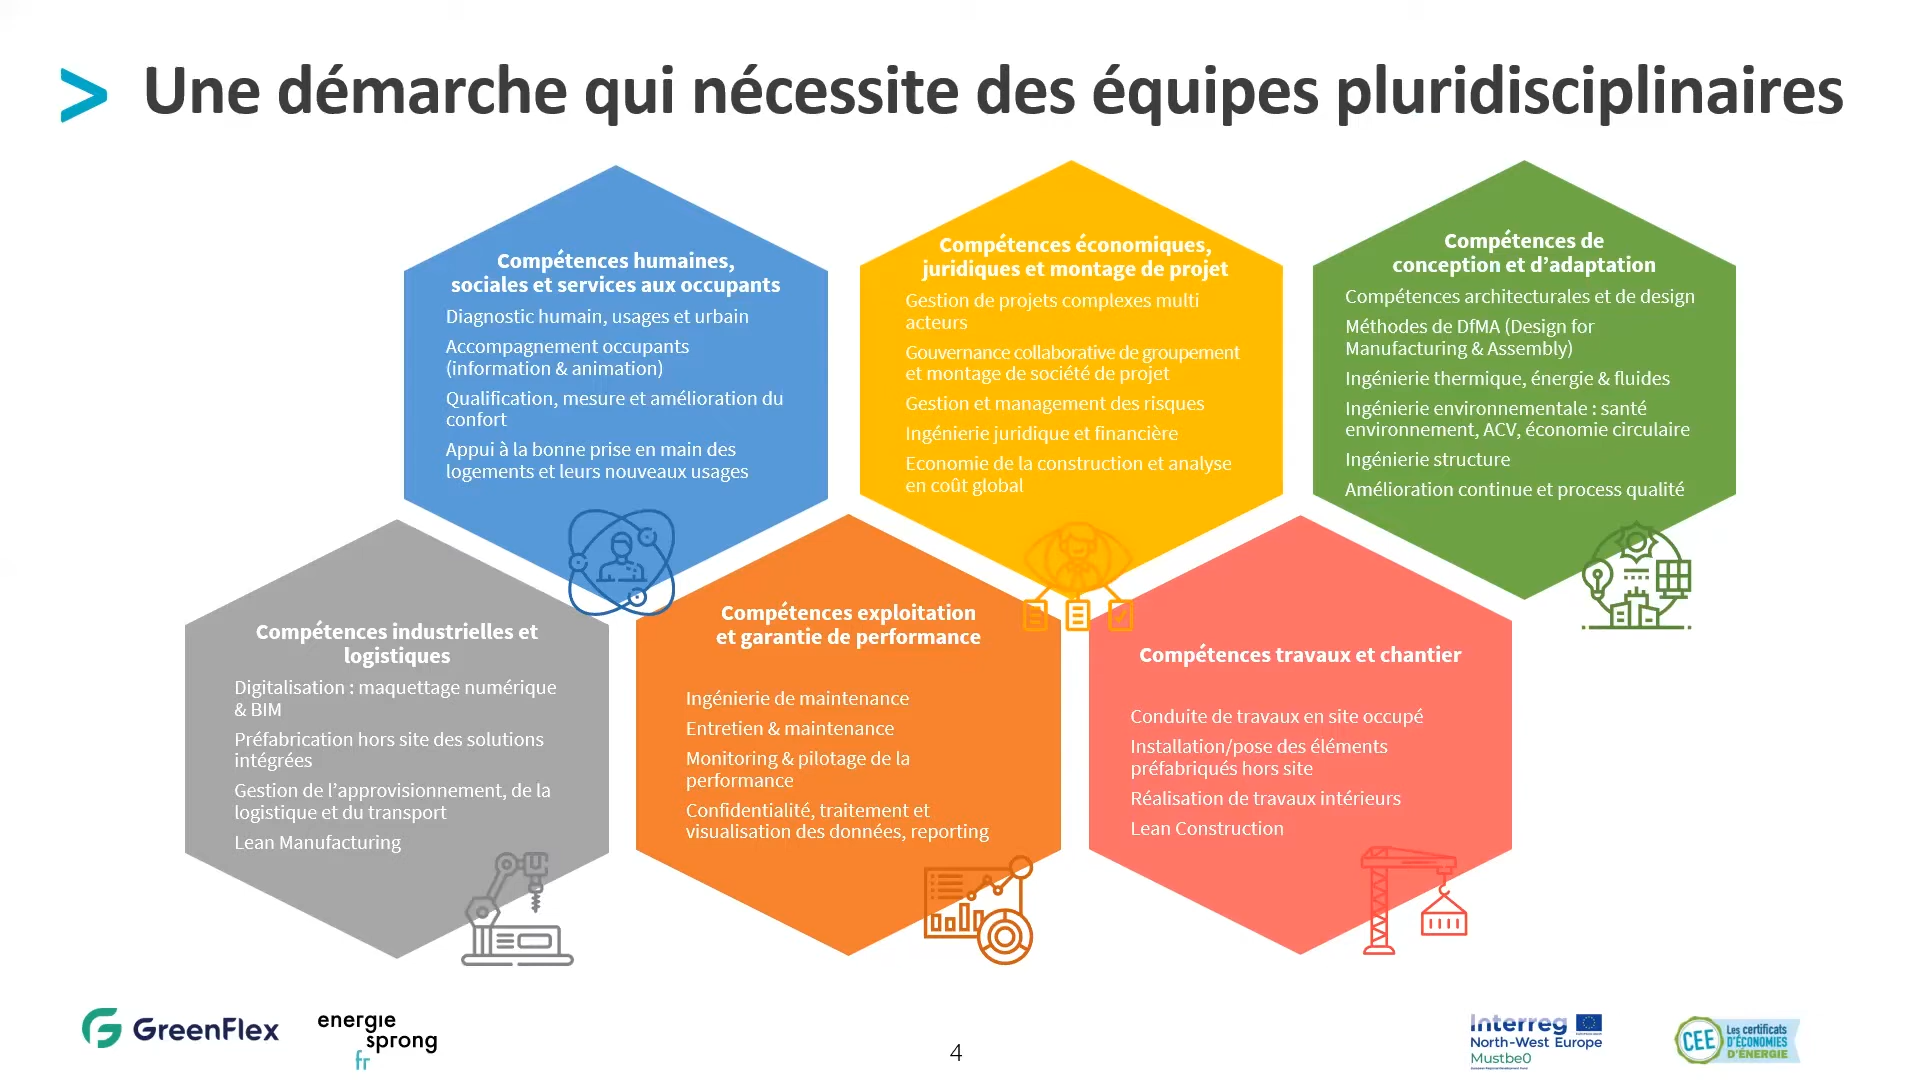 > Une démarche qui nécessite des équipes pluridisciplinaires
Compétences humaines,
sociales et services aux occupants
Diagnostic humain, usages et urbain
Accompagnement occupants
(information & animation)
Qualification, mesure et amélioration du
confort
Appui à la bonne prise en main des
logements et leurs nouveaux usages
Compétences économiques,
juridiques et montage de projet
Gestion de projets complexes multi
acteurs
Gouvernance collaborative de groupement
et montage de société de projet
Gestion et management des risques
Ingénierie juridique et financière
Economie de la construction et analyse
en coût global
Compétences de
conception et d’adaptation
Compétences architecturales et de design
Méthodes de DfMA (Design for
Manufacturing & Assembly)
Ingénierie thermique, énergie & fluides
Ingénierie environnementale : santé
environnement, ACV, économie circulaire
Ingénierie structure
Amélioration continue et process qualité
Compétences industrielles et
logistiques
Digitalisation : maquettage numérique
& BIM
Préfabrication hors site des solutions
intégrées
Gestion de l’approvisionnement, de la
logistique et du transport
Lean Manufacturing
Compétences exploitation
et garantie de performance
Ingénierie de maintenance
Entretien & maintenance
Monitoring & pilotage de la
performance
Confidentialité, traitement et
visualisation des données, reporting
Compétences travaux et chantier
Conduite de travaux en site occupé
Installation/pose des éléments
préfabriqués hors site
Réalisation de travaux intérieurs
Lean Construction
GreenFlex
energie
sprong
fr
4
Interreg
North-West Europe
Mustbe0
CEE
Les certificats
D'ÉCONOMIES
D'ÉNERGIE